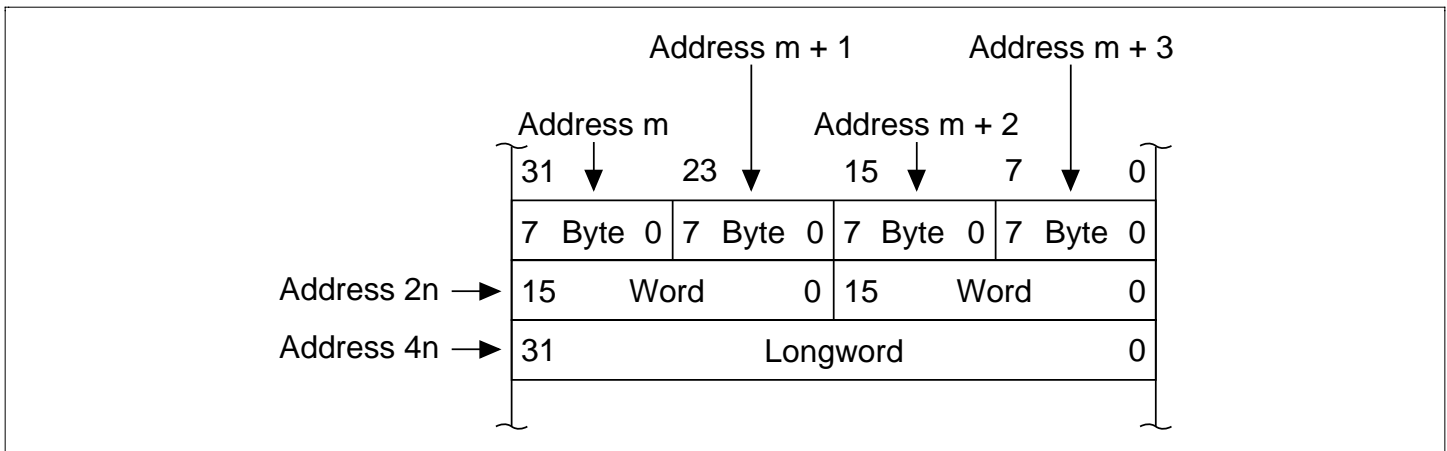 Address m + 1 Address m + 3
Address m Address m + 2
31 23 15 7 0
7 Byte 0 7 Byte 0 7 Byte 0 7 Byte 0
Address 2n 15 Word 0 15 Word 0
Address 4n 31 Longword 0